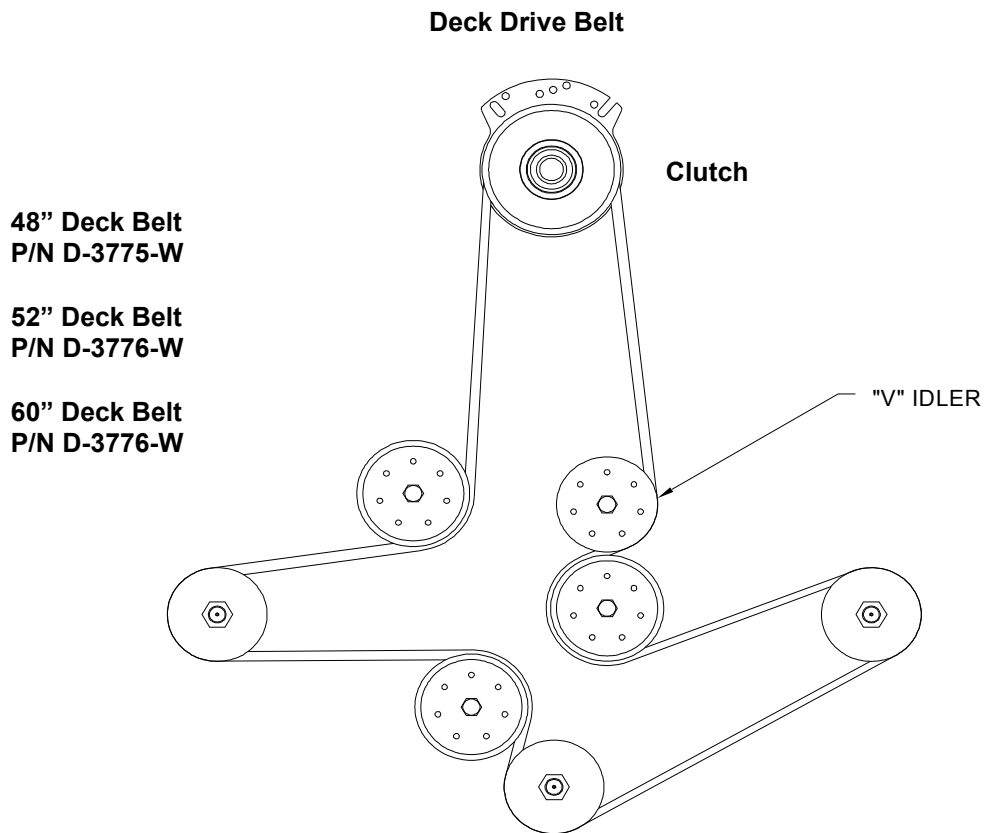 Deck Drive Belt
Clutch
48” Deck Belt
P/N D-3775-W
52” Deck Belt
P/N D-3776-W
60” Deck Belt
P/N D-3776-W
"V" IDLER